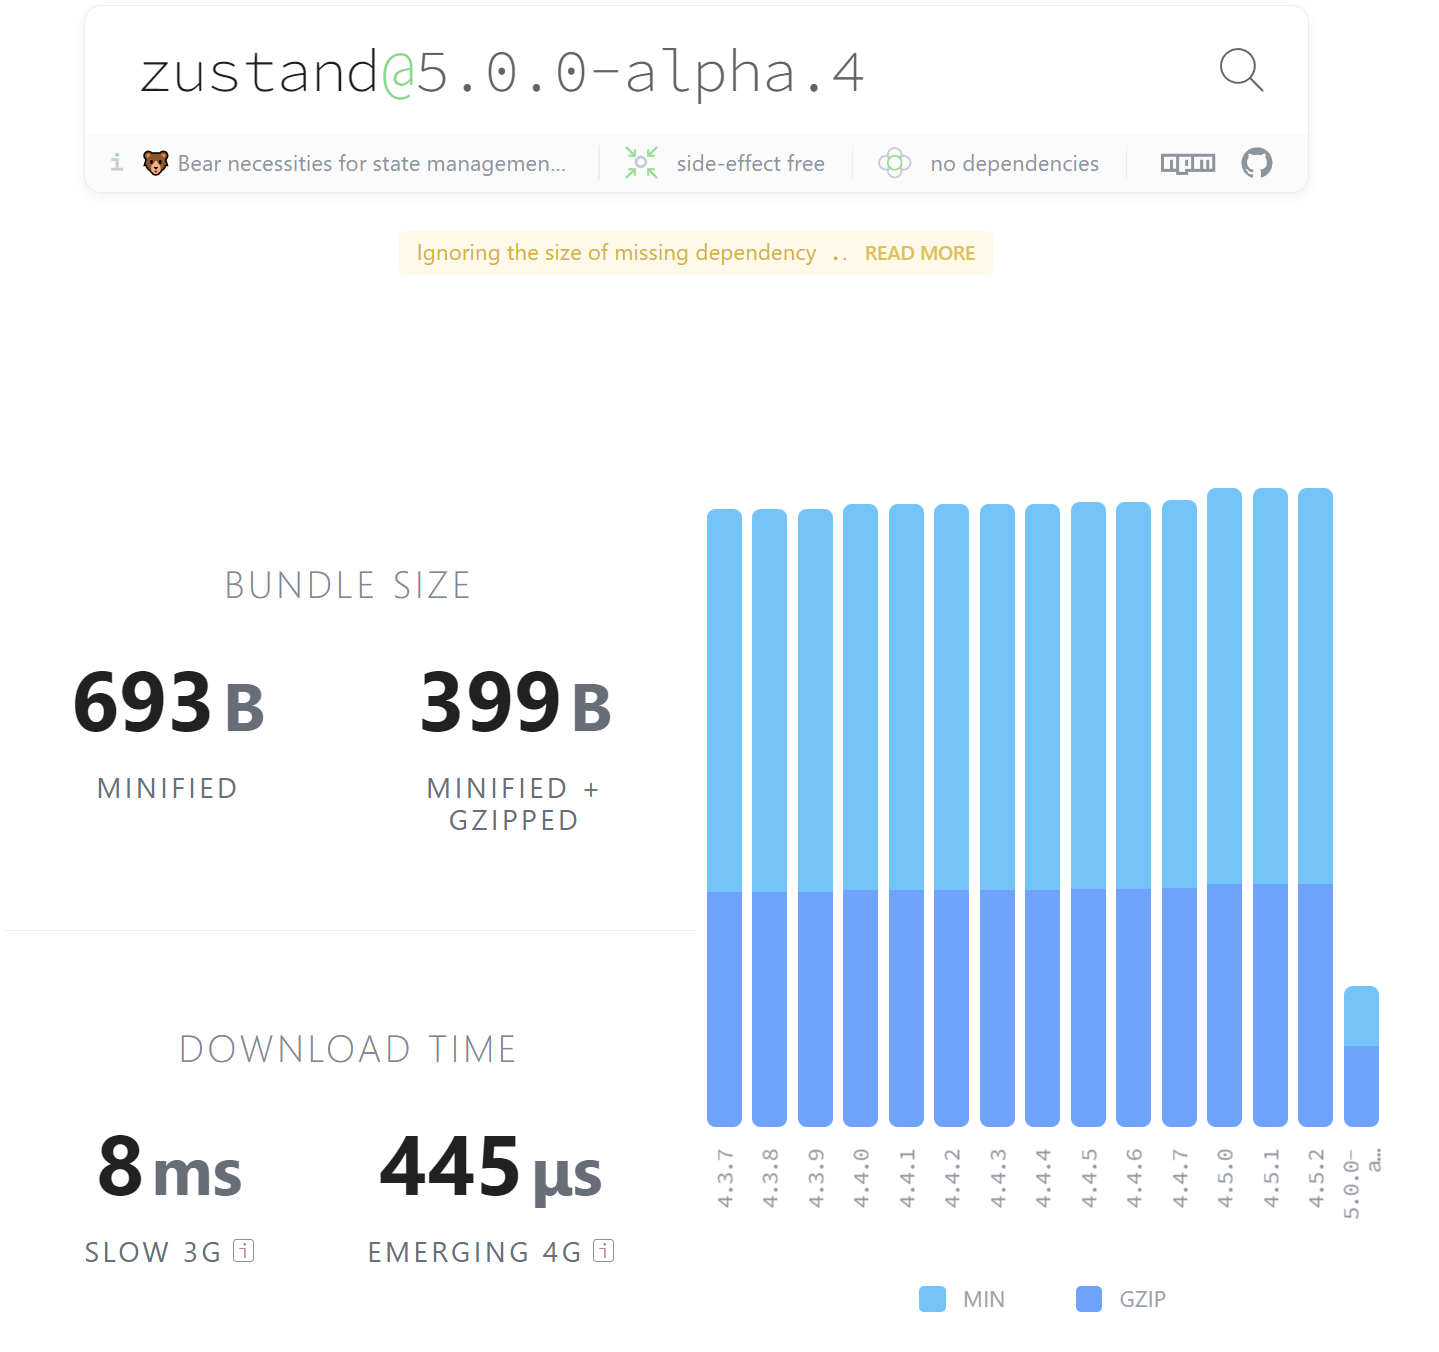 zustand@5.0.0-alpha.4
i Bear necessities for state managemen... side-effect free no dependencies npm
Ignoring the size of missing dependency .. READ MORE
BUNDLE SIZE
693 B
MINIFIED
399 B
MINIFIED +
GZIPPED
DOWNLOAD TIME
8 ms
SLOW 3G i
445 μs
EMERGING 4G i
4.3.7
4.3.8
4.3.9
4.4.0
4.4.1
4.4.2
4.4.3
4.4.4
4.4.5
4.4.6
4.4.7
4.5.0
4.5.1
4.5.2
5.0.0-
a...
MIN
GZIP